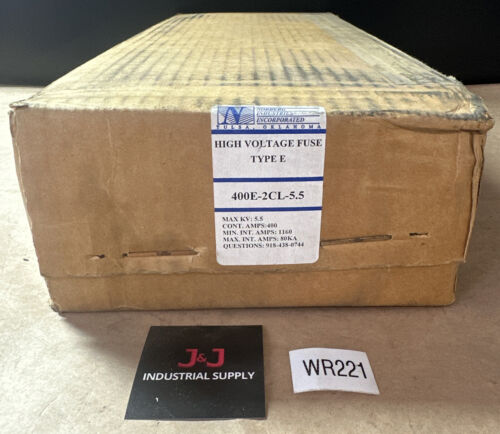 N
NORBERG
INDUSTRIES
INCORPORATED
TULSA, OKLAHOMA
HIGH VOLTAGE FUSE
TYPE E
400E-2CL-5.5
MAX KV: 5.5
CONT. AMPS:400
MIN. INT. AMPS: 1160
MAX. INT. AMPS: 80KA
QUESTIONS: 918-438-0744
J&J
INDUSTRIAL SUPPLY
WR221